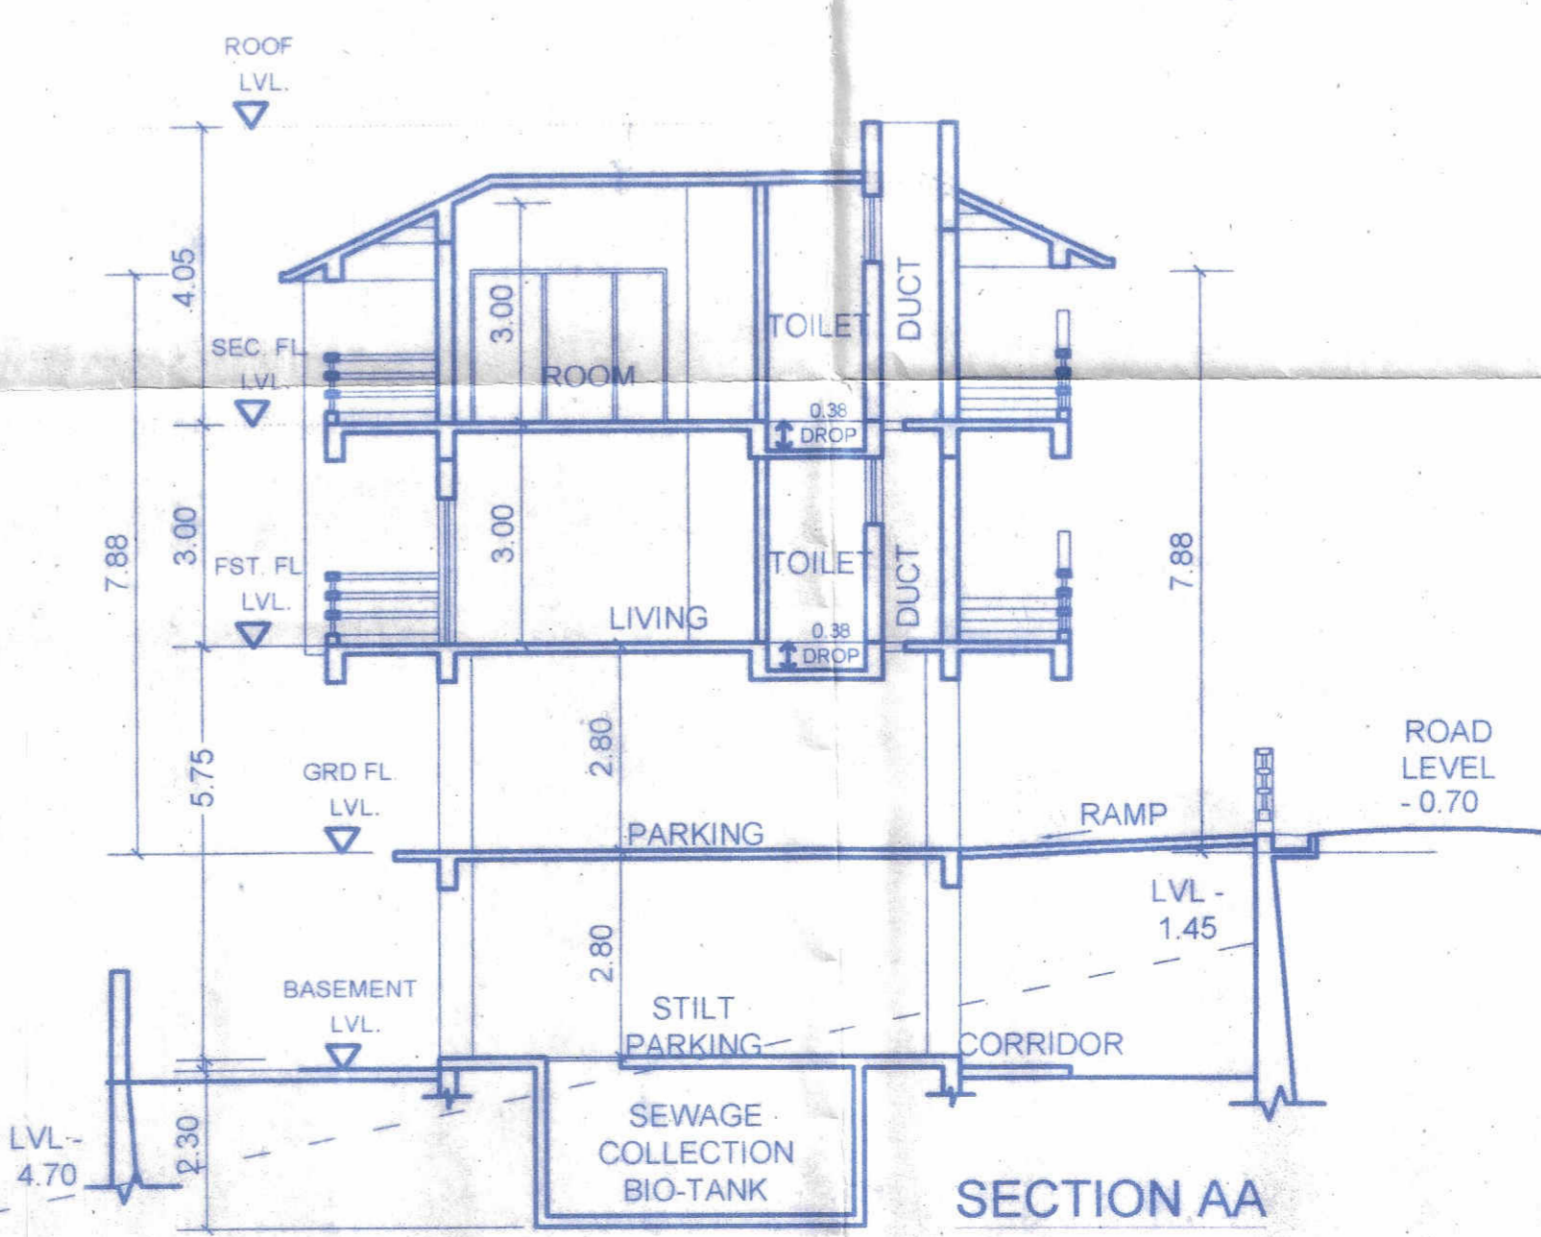 ROOF
LVL.
4.05
SEC. FL
LVL.
3.00
ROOM
TOILET
DUCT
0.38
DROP
7.88
3.00
FST. FL
LVL.
3.00
LIVING
TOILET
DUCT
0.38
DROP
7.88
5.75
GRD FL.
LVL.
2.80
PARKING
RAMP
ROAD
LEVEL
- 0.70
LVL -
1.45
BASEMENT
LVL.
2.80
STILT
PARKING
CORRIDOR
LVL -
4.70
2.30
SEWAGE
COLLECTION
BIO-TANK
SECTION AA